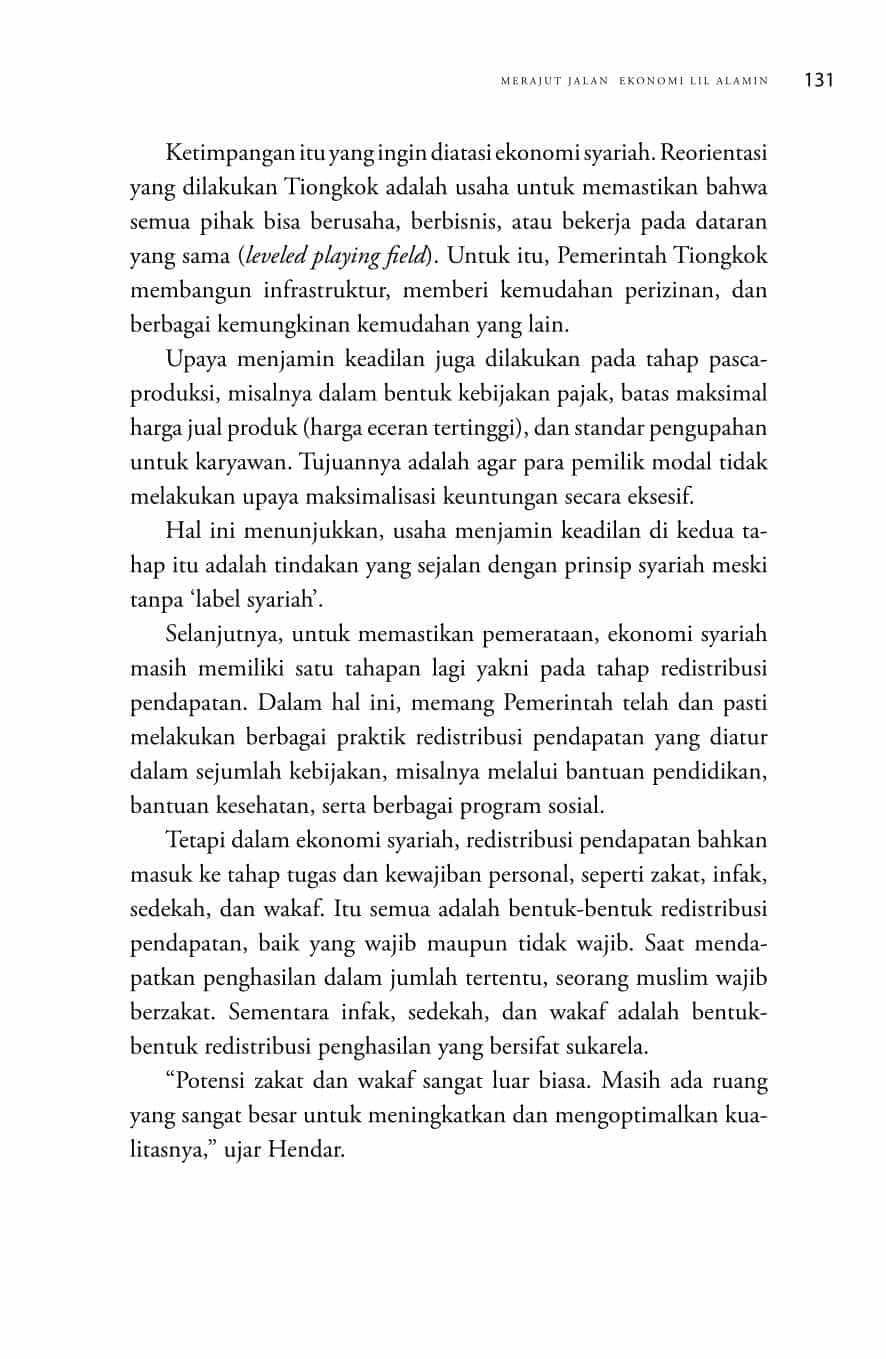 MERAJUT JALAN EKONOMI LIL ALAMIN 131
Ketimpangan itu yang ingin diatasi ekonomi syariah. Reorientasi
yang dilakukan Tiongkok adalah usaha untuk memastikan bahwa
semua pihak bisa berusaha, berbisnis, atau bekerja pada dataran
yang sama (leveled playing field). Untuk itu, Pemerintah Tiongkok
membangun infrastruktur, memberi kemudahan perizinan, dan
berbagai kemungkinan kemudahan yang lain.
Upaya menjamin keadilan juga dilakukan pada tahap pasca-
produksi, misalnya dalam bentuk kebijakan pajak, batas maksimal
harga jual produk (harga eceran tertinggi), dan standar pengupahan
untuk karyawan. Tujuannya adalah agar para pemilik modal tidak
melakukan upaya maksimalisasi keuntungan secara eksesif.
Hal ini menunjukkan, usaha menjamin keadilan di kedua ta-
hap itu adalah tindakan yang sejalan dengan prinsip syariah meski
tanpa ‘label syariah’.
Selanjutnya, untuk memastikan pemerataan, ekonomi syariah
masih memiliki satu tahapan lagi yakni pada tahap redistribusi
pendapatan. Dalam hal ini, memang Pemerintah telah dan pasti
melakukan berbagai praktik redistribusi pendapatan yang diatur
dalam sejumlah kebijakan, misalnya melalui bantuan pendidikan,
bantuan kesehatan, serta berbagai program sosial.
Tetapi dalam ekonomi syariah, redistribusi pendapatan bahkan
masuk ke tahap tugas dan kewajiban personal, seperti zakat, infak,
sedekah, dan wakaf. Itu semua adalah bentuk-bentuk redistribusi
pendapatan, baik yang wajib maupun tidak wajib. Saat menda-
patkan penghasilan dalam jumlah tertentu, seorang muslim wajib
berzakat. Sementara infak, sedekah, dan wakaf adalah bentuk-
bentuk redistribusi penghasilan yang bersifat sukarela.
“Potensi zakat dan wakaf sangat luar biasa. Masih ada ruang
yang sangat besar untuk meningkatkan dan mengoptimalkan kua-
litasnya,” ujar Hendar.